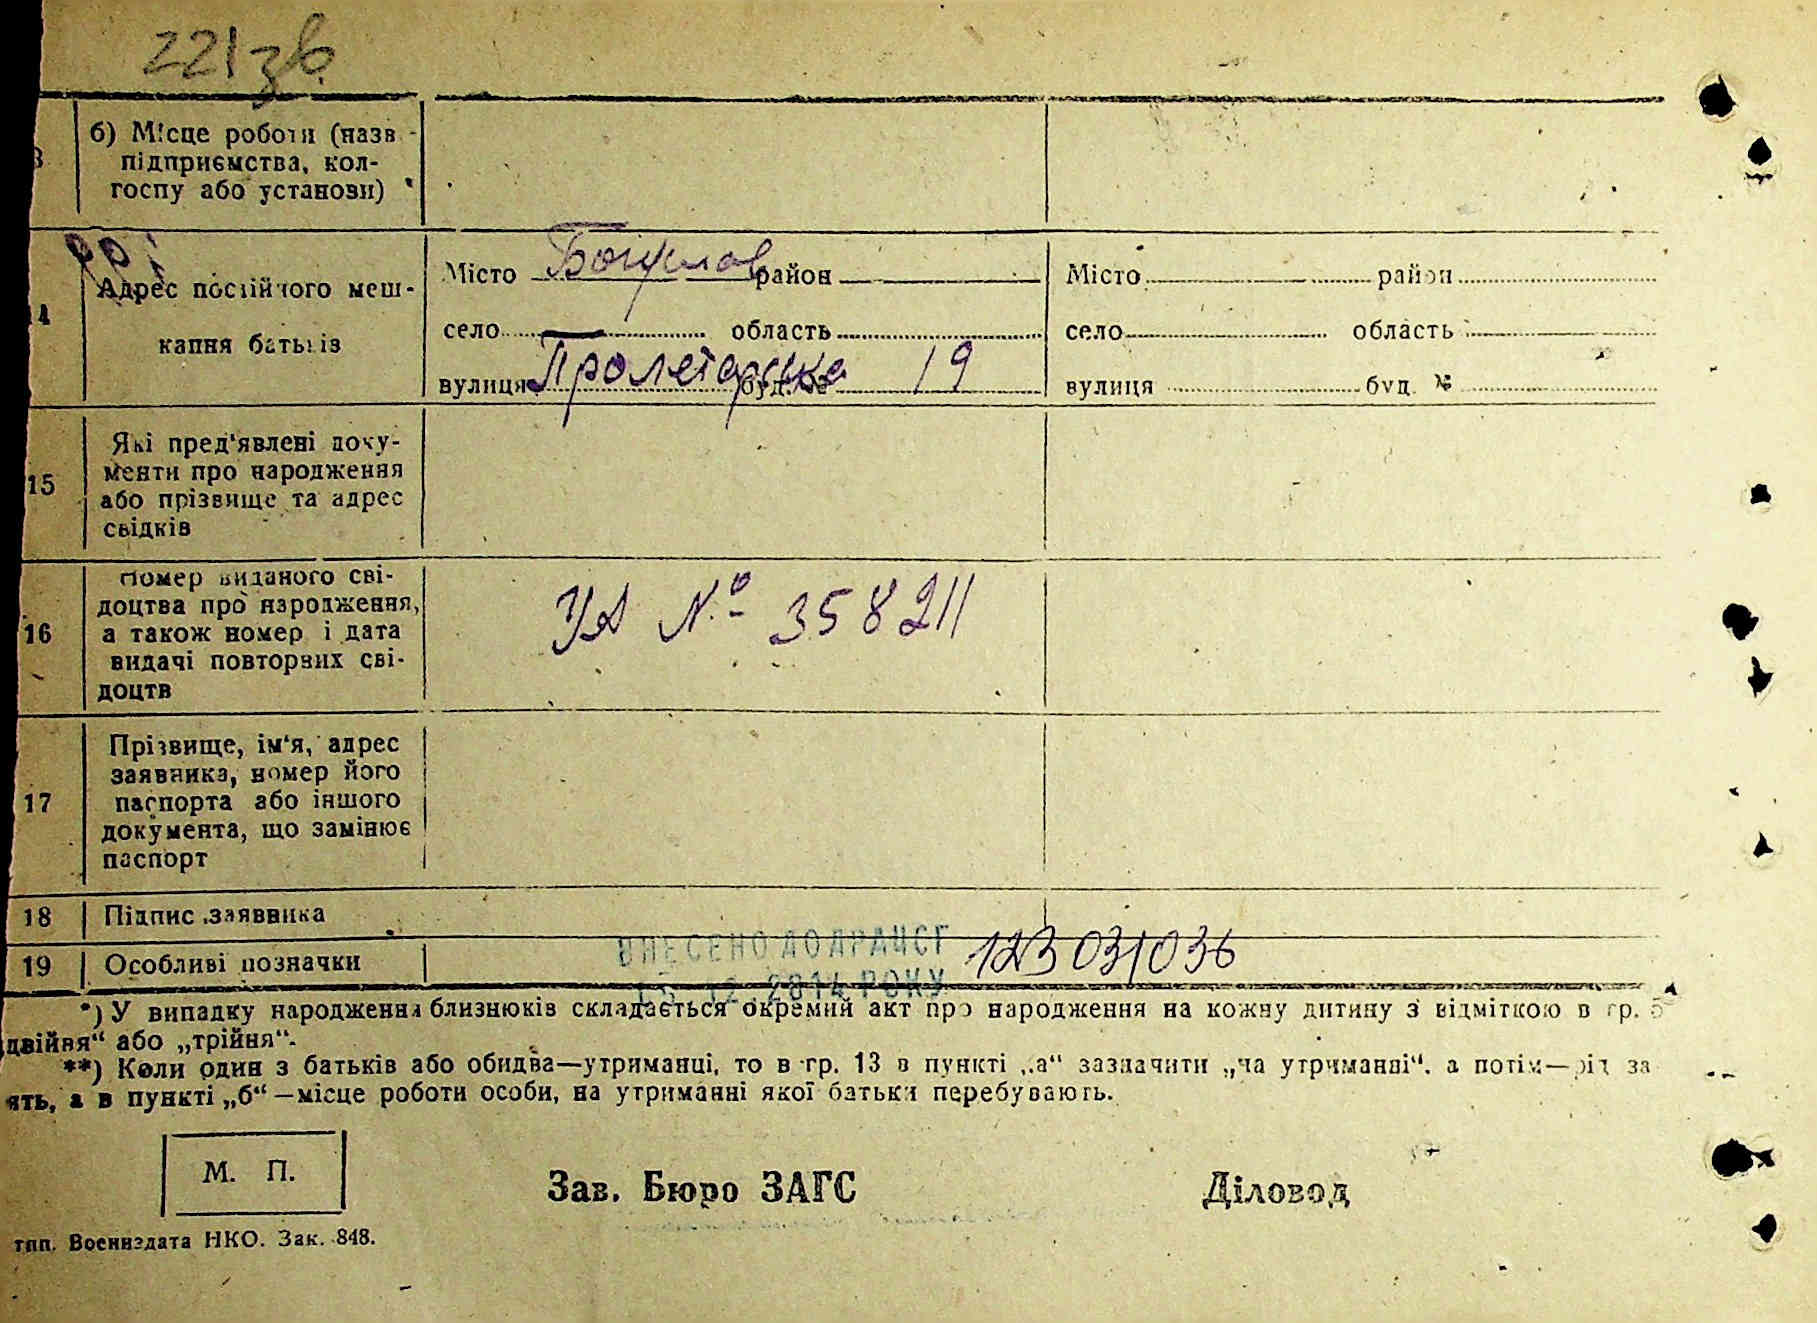 221зв.
б) Місце роботи (назв-
підприємства, кол-
госпу або установи)
14
Адрес постійного меш-
кання батьків
Місто Богуслав район
село — область
вулиця Пролетарська буд. № 19
Місто район
село область
вулиця буд. №
15
Які пред'явлені доку-
менти про народження
або прізвище та адрес
свідків
16
Номер виданого сві-
доцтва про народження,
а також номер і дата
видачі повторних сві-
доцтв
УА № 358211
17
Прізвище, ім'я, адрес
заявника, номер його
паспорта або іншого
документа, що замінює
паспорт
18 Підпис заявника
19 Особливі позначки
ВНЕСЕНО ДО ДРАЦСГ
12 2014 РОКУ
123031036
*) У випадку народження близнюків складається окремий акт про народження на кожну дитину з відміткою в гр. 5
двійня“ або „трійня“.
**) Коли один з батьків або обидва—утриманці, то в гр. 13 в пункті „а“ зазначити „на утриманні“, а потім—рід за
ять, а в пункті „б“—місце роботи особи, на утриманні якої батьки перебувають.
М. П.
Зав. Бюро ЗАГС
Діловод
тип. Воениздата НКО. Зак. 848.